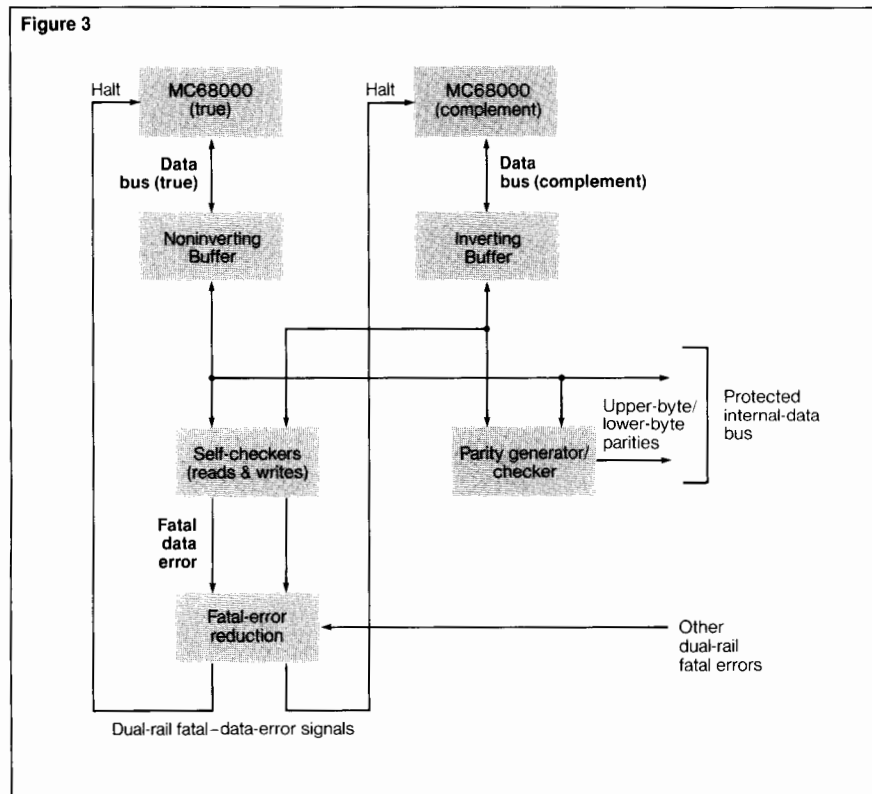 Figure 3
Halt
MC68000
(true)
Halt
MC68000
(complement)
Data
bus (true)
Data
bus (complement)
Noninverting
Buffer
Inverting
Buffer
Self-checkers
(reads & writes)
Parity generator/
checker
Upper-byte/
lower-byte
parities
Protected
internal-data
bus
Fatal
data
error
Fatal-error
reduction
Other
dual-rail
fatal errors
Dual-rail fatal–data-error signals